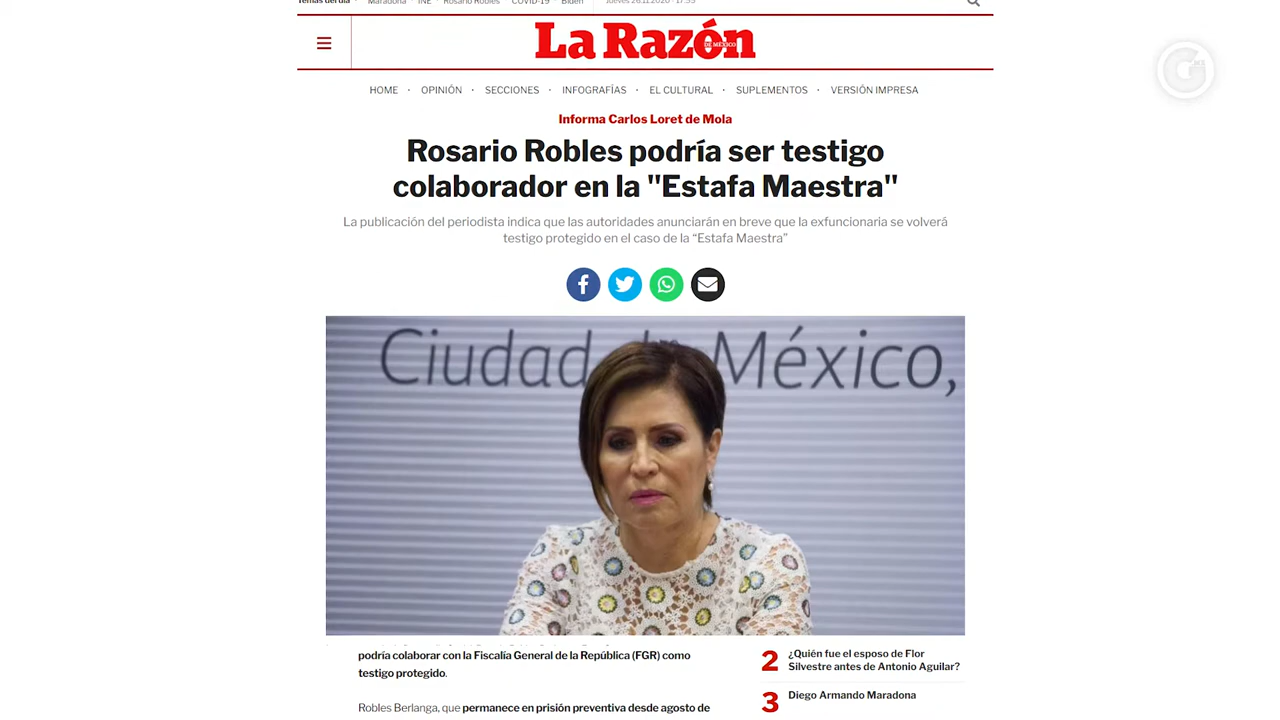 Temas del día Maradona INE Rosario Robles COVID-19 Biden Jueves 26.11.2020 - 17:55
La Razón
DE MÉXICO
HOME · OPINIÓN · SECCIONES · INFOGRAFÍAS · EL CULTURAL · SUPLEMENTOS · VERSIÓN IMPRESA
Informa Carlos Loret de Mola
Rosario Robles podría ser testigo
colaborador en la "Estafa Maestra"
La publicación del periodista indica que las autoridades anunciarán en breve que la exfuncionaria se volverá
testigo protegido en el caso de la “Estafa Maestra”
Ciudad de México,
podría colaborar con la Fiscalía General de la República (FGR) como
testigo protegido.
Robles Berlanga, que permanece en prisión preventiva desde agosto de
2 ¿Quién fue el esposo de Flor
Silvestre antes de Antonio Aguilar?
3 Diego Armando Maradona